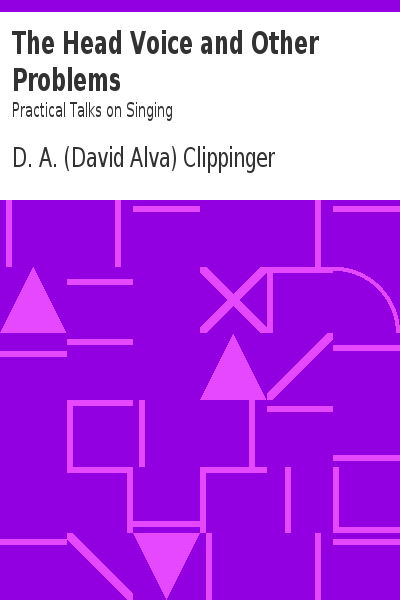 The Head Voice and Other
Problems
Practical Talks on Singing
D. A. (David Alva) Clippinger